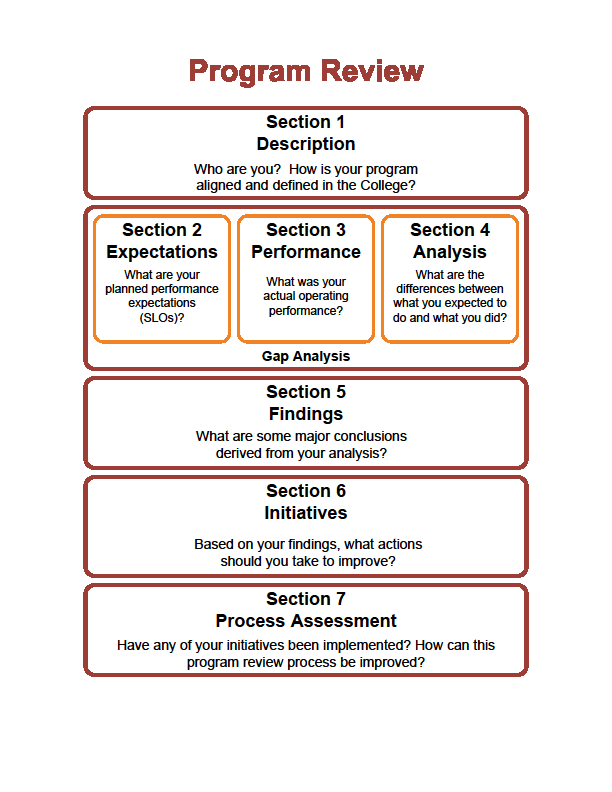 Program Review
Section 1
Description
Who are you?  How is your program
aligned and defined in the College?
Section 2
Expectations
What are your
planned performance
expectations
(SLOs)?
Section 3
Performance
What was your
actual operating
performance?
Section 4
Analysis
What are the
differences between
what you expected to
do and what you did?
Gap Analysis
Section 5
Findings
What are some major conclusions
derived from your analysis?
Section 6
Initiatives
Based on your findings, what actions
should you take to improve?
Section 7
Process Assessment
Have any of your initiatives been implemented? How can this
program review process be improved?